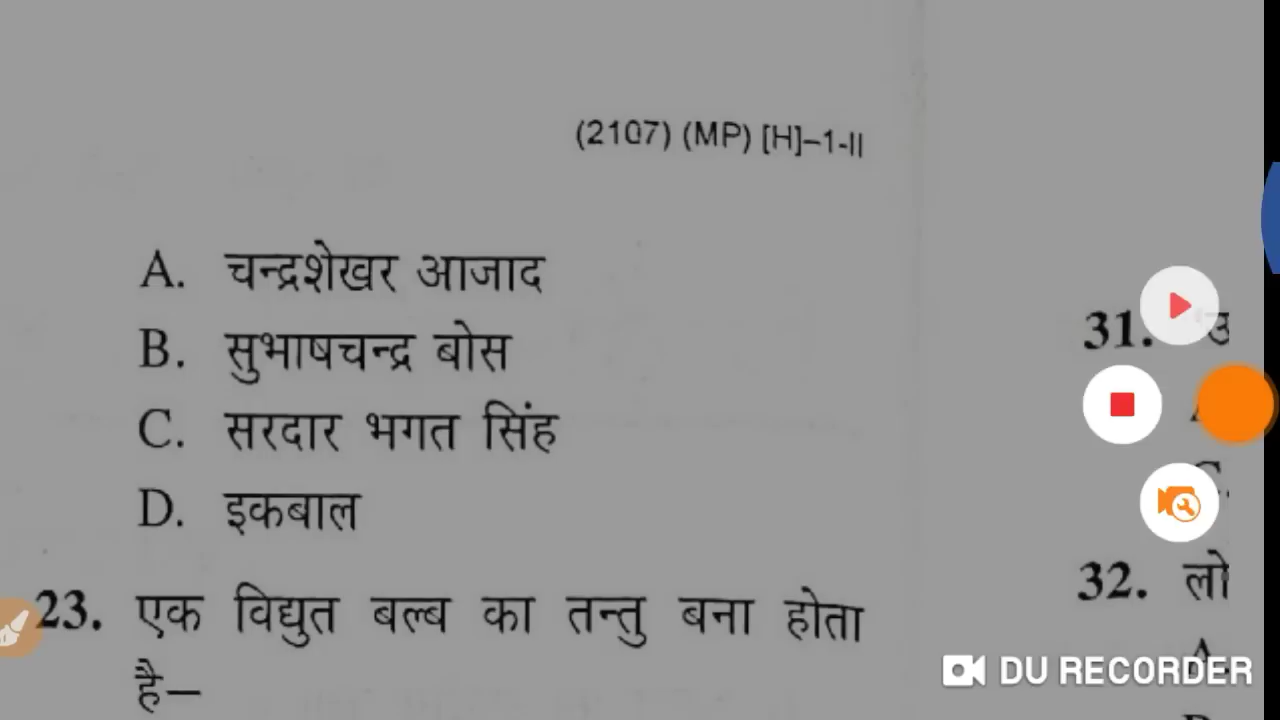 (2107) (MP) [H]–1-II
A. चन्द्रशेखर आजाद
B. सुभाषचन्द्र बोस
C. सरदार भगत सिंह
D. इकबाल
23. एक विद्युत बल्ब का तन्तु बना होता
है–
31.
32. लो
A.
DU RECORDER